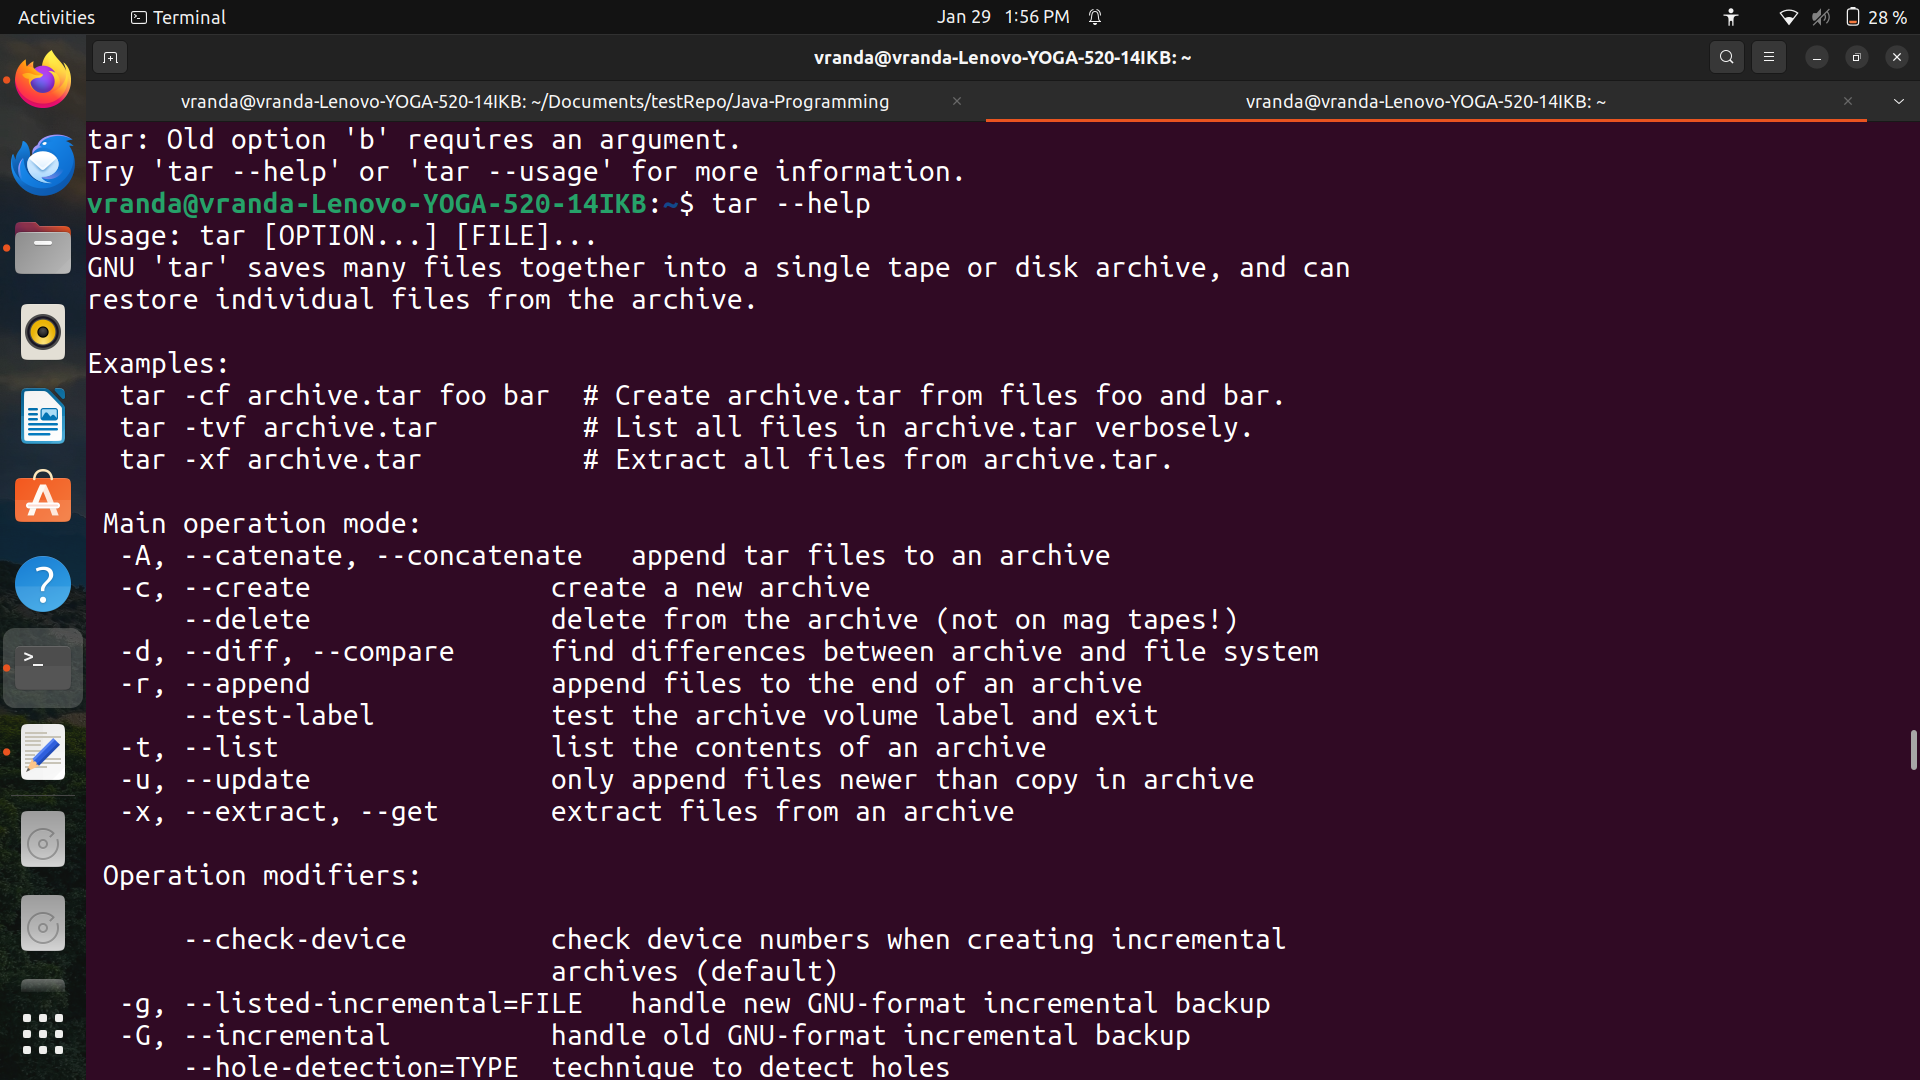 Activities Terminal Jan 29 1:56 PM 28 %
vranda@vranda-Lenovo-YOGA-520-14IKB: ~
vranda@vranda-Lenovo-YOGA-520-14IKB: ~/Documents/testRepo/Java-Programming × vranda@vranda-Lenovo-YOGA-520-14IKB: ~ ×
tar: Old option 'b' requires an argument.
Try 'tar --help' or 'tar --usage' for more information.
vranda@vranda-Lenovo-YOGA-520-14IKB:~$ tar --help
Usage: tar [OPTION...] [FILE]...
GNU 'tar' saves many files together into a single tape or disk archive, and can
restore individual files from the archive.

Examples:
  tar -cf archive.tar foo bar  # Create archive.tar from files foo and bar.
  tar -tvf archive.tar         # List all files in archive.tar verbosely.
  tar -xf archive.tar          # Extract all files from archive.tar.

 Main operation mode:
  -A, --catenate, --concatenate   append tar files to an archive
  -c, --create               create a new archive
      --delete               delete from the archive (not on mag tapes!)
  -d, --diff, --compare      find differences between archive and file system
  -r, --append               append files to the end of an archive
      --test-label           test the archive volume label and exit
  -t, --list                 list the contents of an archive
  -u, --update               only append files newer than copy in archive
  -x, --extract, --get       extract files from an archive

 Operation modifiers:

      --check-device         check device numbers when creating incremental
                             archives (default)
  -g, --listed-incremental=FILE   handle new GNU-format incremental backup
  -G, --incremental          handle old GNU-format incremental backup
      --hole-detection=TYPE  technique to detect holes